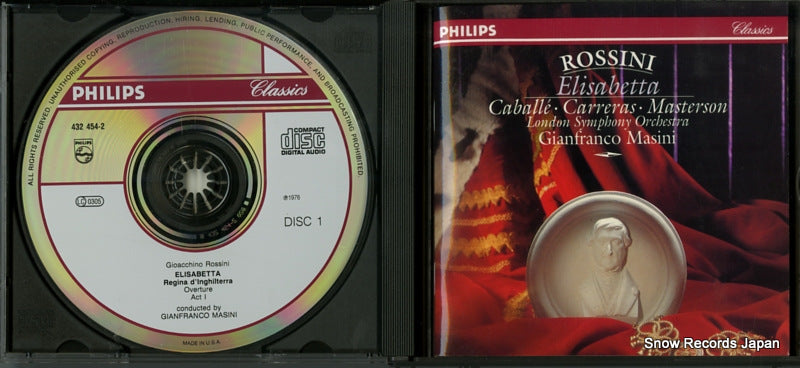 ALL RIGHTS RESERVED. UNAUTHORISED COPYING, REPRODUCTION, HIRING, LENDING, PUBLIC PERFORMANCE, AND BROADCASTING PROHIBITED.
PHILIPS Classics
432 454-2
PHILIPS
COMPACT
disc
DIGITAL AUDIO
LC 0305
℗1976
DISC 1
Gioacchino Rossini
ELISABETTA
Regina d'Inghilterra
Overture
Act I
conducted by
GIANFRANCO MASINI
MADE IN U.S.A.
PHILIPS Classics
ROSSINI
Elisabetta
Caballé · Carreras · Masterson
London Symphony Orchestra
Gianfranco Masini
Snow Records Japan